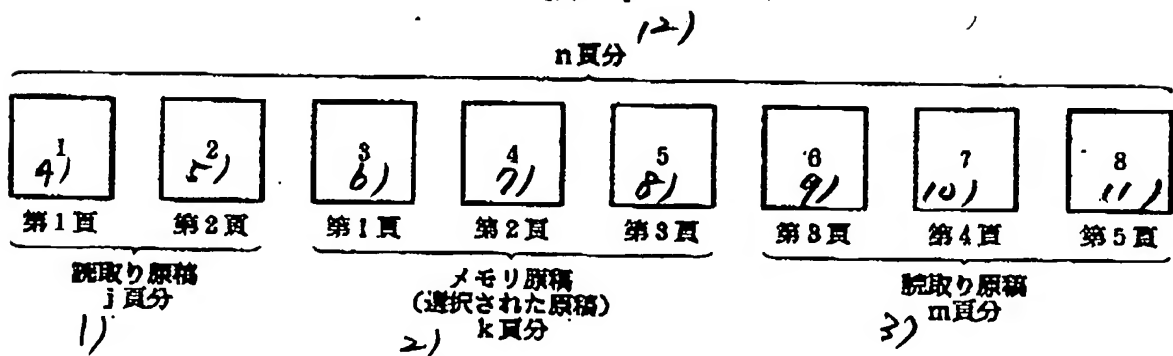 12)
n頁分
1 2 3 4 5 6 7 8
4) 5) 6) 7) 8) 9) 10) 11)
第1頁 第2頁 第1頁 第2頁 第3頁 第3頁 第4頁 第5頁
読取り原稿 メモリ原稿 読取り原稿
j頁分 (選択された原稿) m頁分
1) 2) k頁分 3)